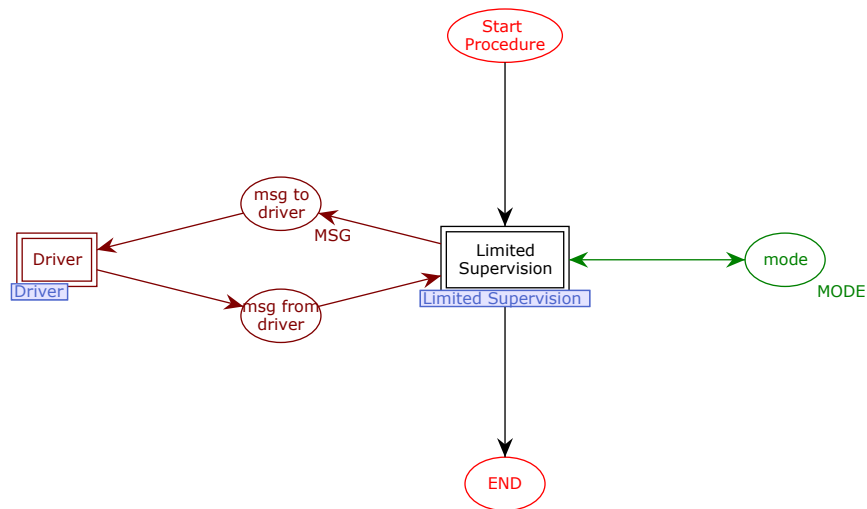 Start
Procedure
msg to
driver
MSG
Driver
Driver
msg from
driver
Limited
Supervision
Limited Supervision
mode
MODE
END